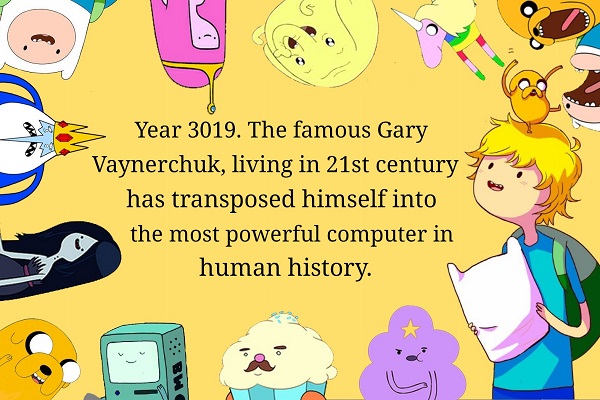 Year 3019. The famous Gary
Vaynerchuk, living in 21st century
has transposed himself into
the most powerful computer in
human history.
BMO